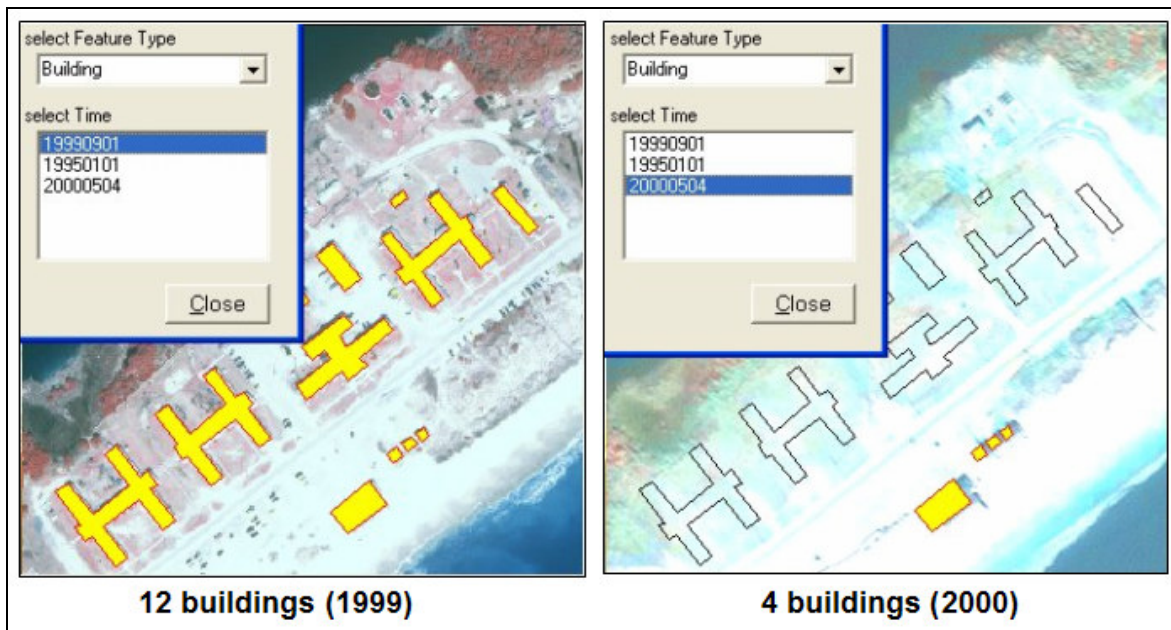 select Feature Type
Building
select Time
19990901
19950101
20000504
Close
select Feature Type
Building
select Time
19990901
19950101
20000504
Close
12 buildings (1999)
4 buildings (2000)